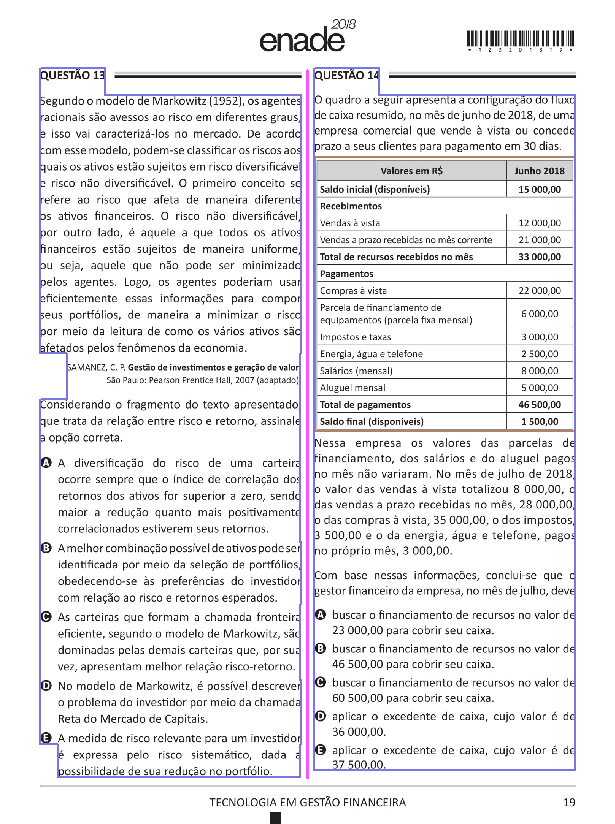 enade 2018
*R2320181919*
QUESTÃO 13
Segundo o modelo de Markowitz (1952), os agentes
racionais são avessos ao risco em diferentes graus,
e isso vai caracterizá-los no mercado. De acordo
com esse modelo, podem-se classificar os riscos aos
quais os ativos estão sujeitos em risco diversificável
e risco não diversificável. O primeiro conceito se
refere ao risco que afeta de maneira diferente
os ativos financeiros. O risco não diversificável,
por outro lado, é aquele a que todos os ativos
financeiros estão sujeitos de maneira uniforme,
ou seja, aquele que não pode ser minimizado
pelos agentes. Logo, os agentes poderiam usar
eficientemente essas informações para compor
seus portfólios, de maneira a minimizar o risco
por meio da leitura de como os vários ativos são
afetados pelos fenômenos da economia.
SAMANEZ, C. P. Gestão de investimentos e geração de valor
São Paulo: Pearson Prentice Hall, 2007 (adaptado)
Considerando o fragmento do texto apresentado
que trata da relação entre risco e retorno, assinale
a opção correta.
A A diversificação do risco de uma carteira
ocorre sempre que o índice de correlação dos
retornos dos ativos for superior a zero, sendo
maior a redução quanto mais positivamente
correlacionados estiverem seus retornos.
B A melhor combinação possível de ativos pode ser
identificada por meio da seleção de portfólios,
obedecendo-se às preferências do investidor
com relação ao risco e retornos esperados.
C As carteiras que formam a chamada fronteira
eficiente, segundo o modelo de Markowitz, são
dominadas pelas demais carteiras que, por sua
vez, apresentam melhor relação risco-retorno.
D No modelo de Markowitz, é possível descrever
o problema do investidor por meio da chamada
Reta do Mercado de Capitais.
E A medida de risco relevante para um investidor
é expressa pelo risco sistemático, dada a
possibilidade de sua redução no portfólio.
QUESTÃO 14
O quadro a seguir apresenta a configuração do fluxo
de caixa resumido, no mês de junho de 2018, de uma
empresa comercial que vende à vista ou concede
prazo a seus clientes para pagamento em 30 dias.
Valores em R$ Junho 2018
Saldo inicial (disponíveis) 15 000,00
Recebimentos
Vendas à vista 12 000,00
Vendas a prazo recebidas no mês corrente 21 000,00
Total de recursos recebidos no mês 33 000,00
Pagamentos
Compras à vista 22 000,00
Parcela de financiamento de
equipamentos (parcela fixa mensal) 6 000,00
Impostos e taxas 3 000,00
Energia, água e telefone 2 500,00
Salários (mensal) 8 000,00
Aluguel mensal 5 000,00
Total de pagamentos 46 500,00
Saldo final (disponíveis) 1 500,00
Nessa empresa os valores das parcelas de
financiamento, dos salários e do aluguel pagos
no mês não variaram. No mês de julho de 2018,
o valor das vendas à vista totalizou 8 000,00, o
das vendas a prazo recebidas no mês, 28 000,00,
o das compras à vista, 35 000,00, o dos impostos,
3 500,00 e o da energia, água e telefone, pagos
no próprio mês, 3 000,00.
Com base nessas informações, conclui-se que o
gestor financeiro da empresa, no mês de julho, deve
A buscar o financiamento de recursos no valor de
23 000,00 para cobrir seu caixa.
B buscar o financiamento de recursos no valor de
46 500,00 para cobrir seu caixa.
C buscar o financiamento de recursos no valor de
60 500,00 para cobrir seu caixa.
D aplicar o excedente de caixa, cujo valor é de
36 000,00.
E aplicar o excedente de caixa, cujo valor é de
37 500,00.
TECNOLOGIA EM GESTÃO FINANCEIRA
19